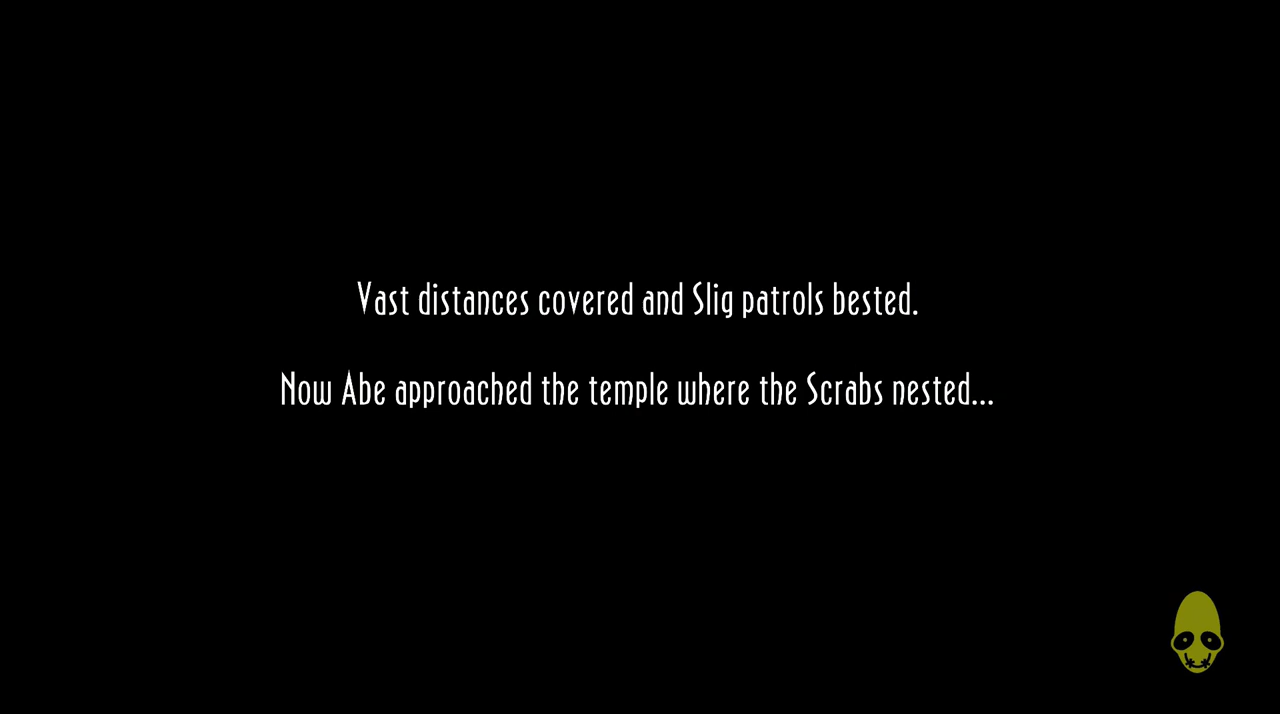 Vast distances covered and Slig patrols bested.
Now Abe approached the temple where the Scrabs nested...